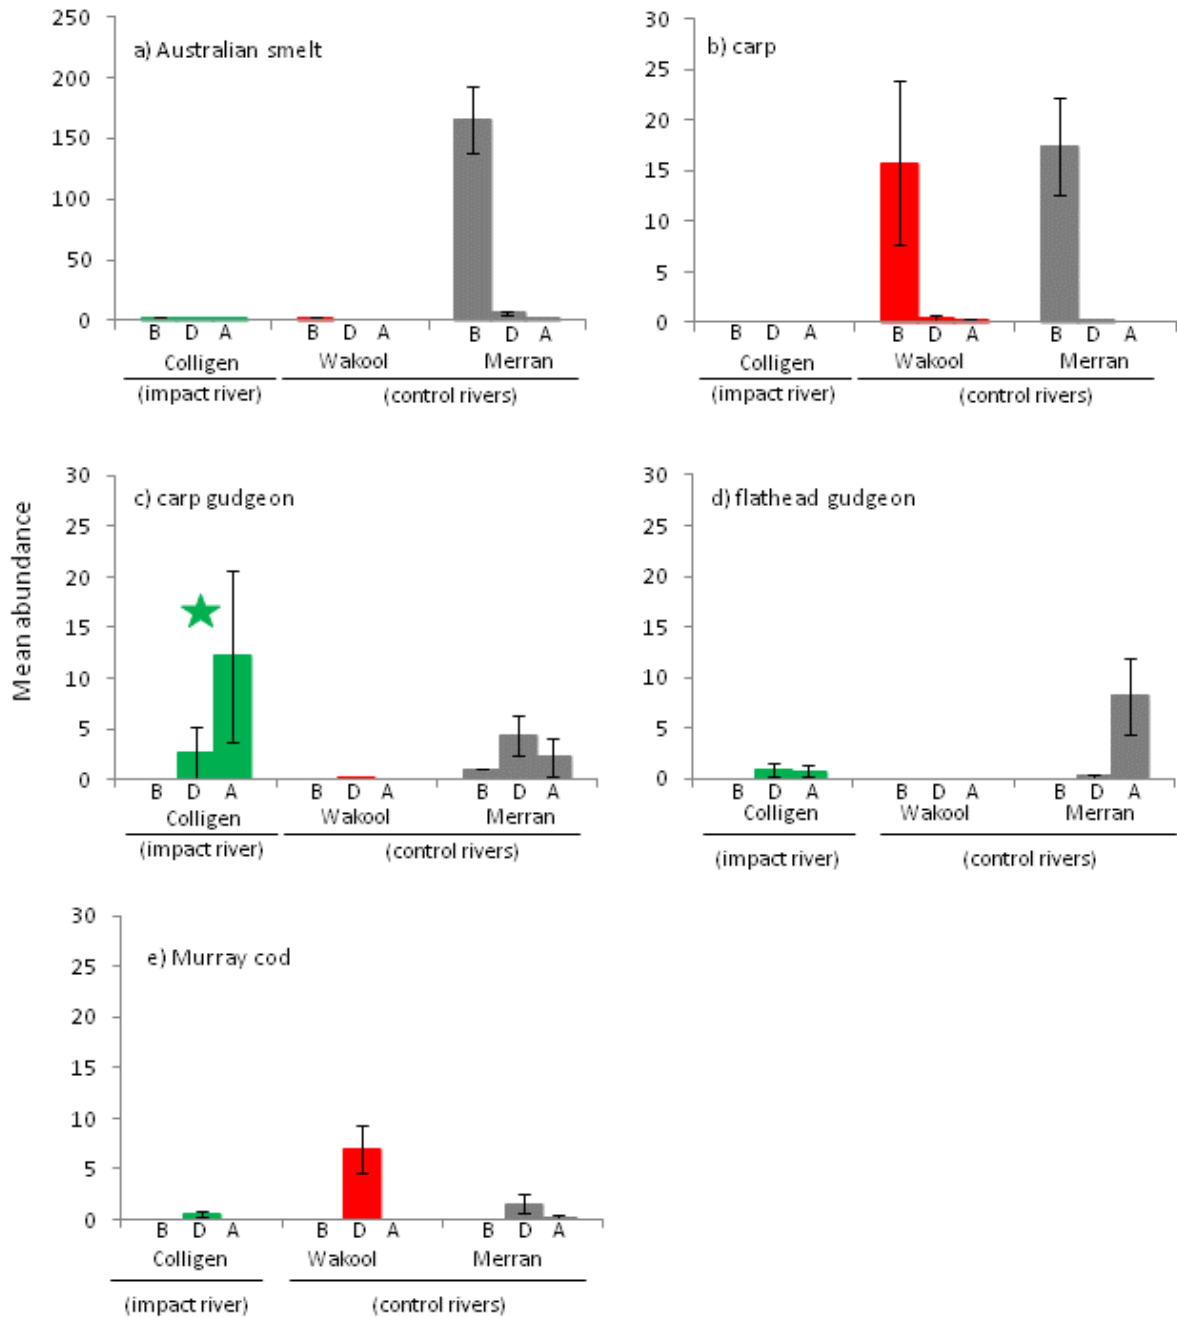 a) Australian smelt
250
200
150
100
50
0
B D A B D A B D A
Colligen Wakool Merran
(impact river) (control rivers)
b) carp
30
25
20
15
10
5
0
B D A B D A B D A
Colligen Wakool Merran
(impact river) (control rivers)
Mean abundance
c) carp gudgeon
30
25
20
15
10
5
0
B D A B D A B D A
Colligen Wakool Merran
(impact river) (control rivers)
d) flathead gudgeon
30
25
20
15
10
5
0
B D A B D A B D A
Colligen Wakool Merran
(impact river) (control rivers)
e) Murray cod
30
25
20
15
10
5
0
B D A B D A B D A
Colligen Wakool Merran
(impact river) (control rivers)